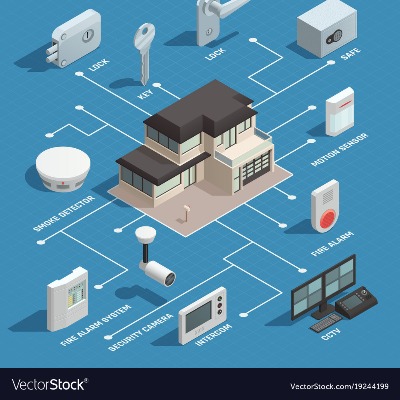 LOCK
KEY
LOCK
SAFE
MOTION SENSOR
SMOKE DETECTOR
FIRE ALARM
FIRE ALARM SYSTEM
SECURITY CAMERA
INTERCOM
CCTV
VectorStock®
VectorStock.com/19244199